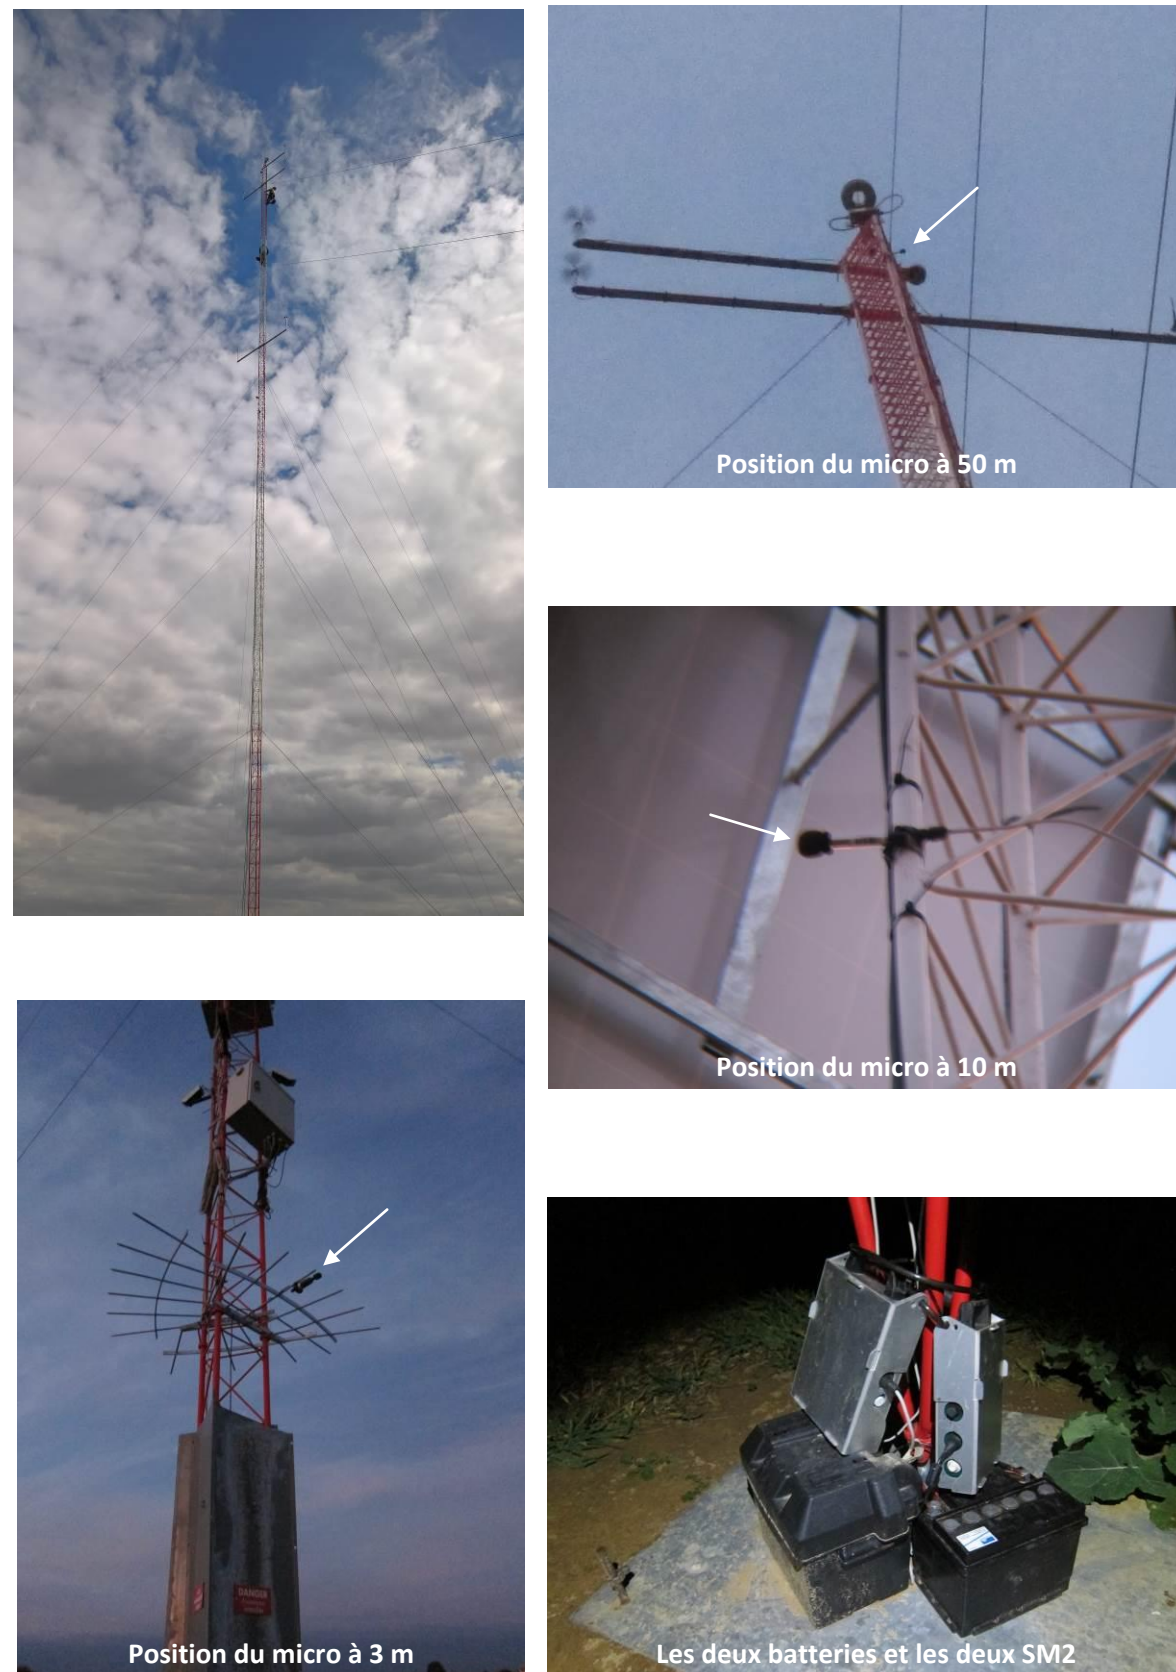 Position du micro à 50 m
Position du micro à 10 m
DANGER
Position du micro à 3 m
Les deux batteries et les deux SM2